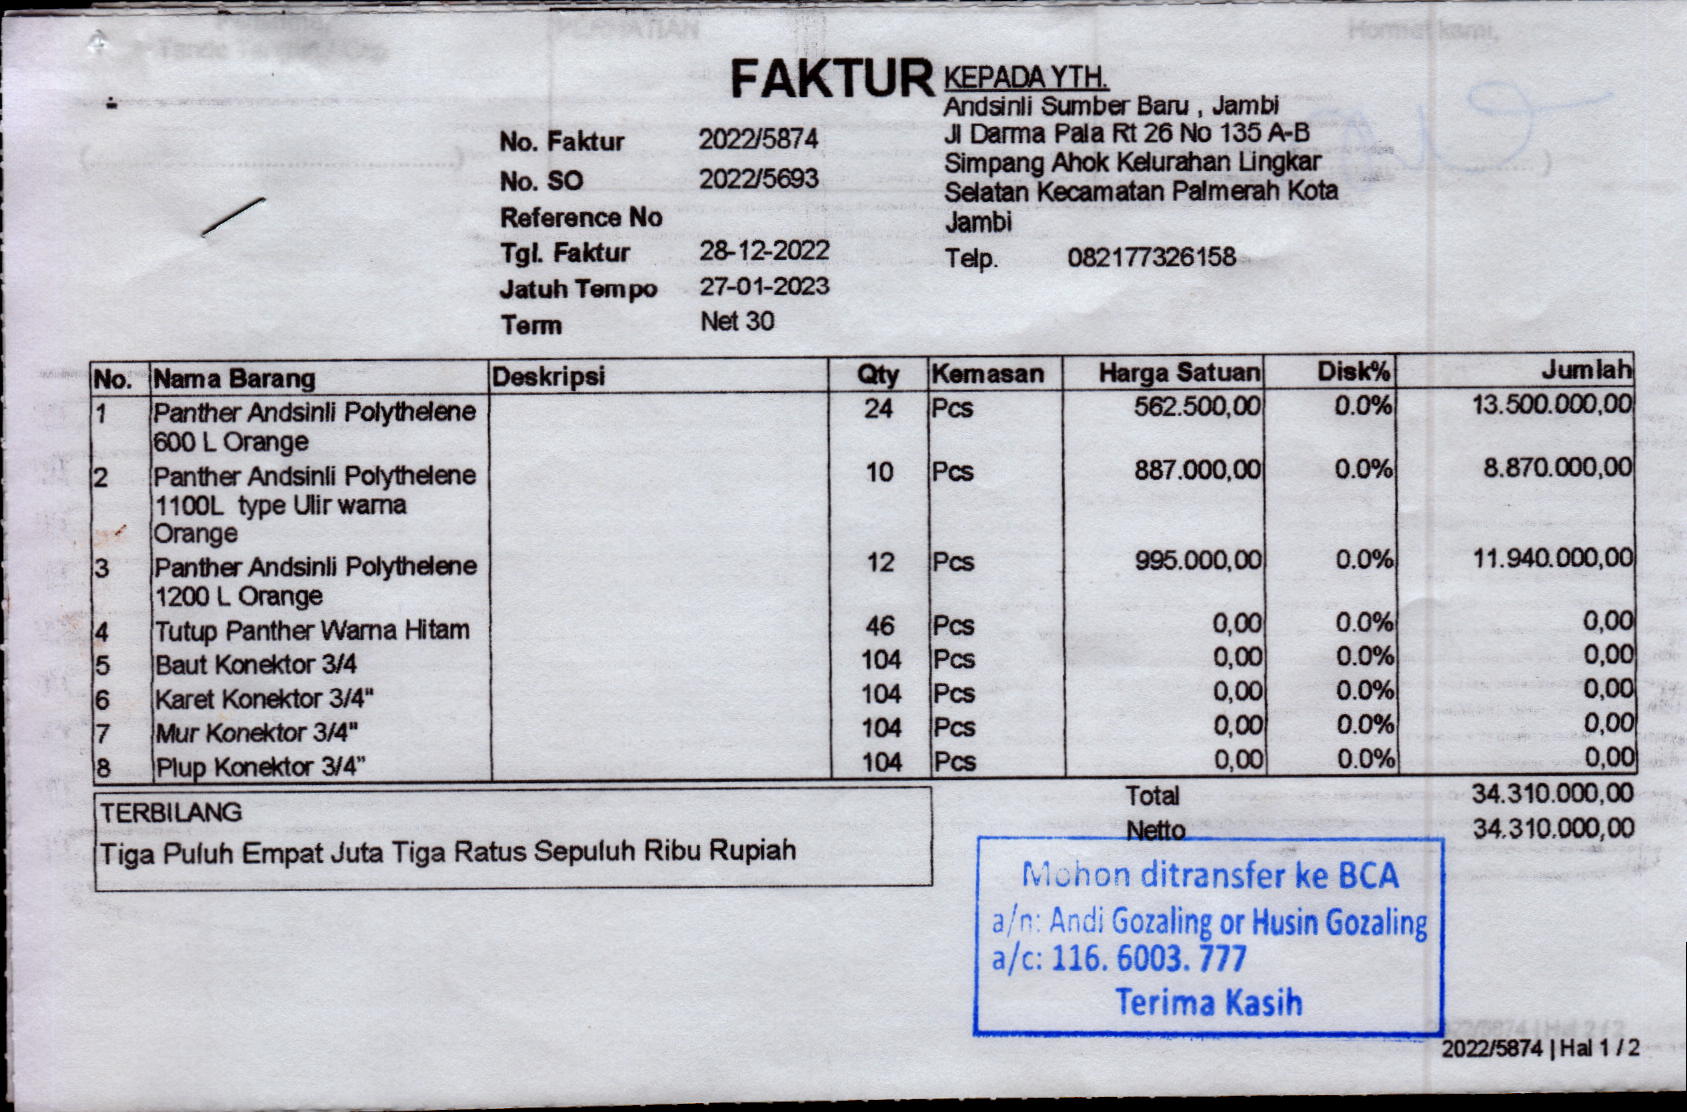 FAKTUR
No. Faktur 2022/5874
No. SO 2022/5693
Reference No
Tgl. Faktur 28-12-2022
Jatuh Tempo 27-01-2023
Term Net 30
KEPADA YTH.
Andsinli Sumber Baru , Jambi
Jl Darma Pala Rt 26 No 135 A-B
Simpang Ahok Kelurahan Lingkar
Selatan Kecamatan Palmerah Kota
Jambi
Telp. 082177326158
No. Nama Barang Deskripsi Qty Kemasan Harga Satuan Disk% Jumlah
1 Panther Andsinli Polythelene 24 Pcs 562.500,00 0.0% 13.500.000,00
600 L Orange
2 Panther Andsinli Polythelene 10 Pcs 887.000,00 0.0% 8.870.000,00
1100L type Ulir warna
Orange
3 Panther Andsinli Polythelene 12 Pcs 995.000,00 0.0% 11.940.000,00
1200 L Orange
4 Tutup Panther Warna Hitam 46 Pcs 0,00 0.0% 0,00
5 Baut Konektor 3/4 104 Pcs 0,00 0.0% 0,00
6 Karet Konektor 3/4" 104 Pcs 0,00 0.0% 0,00
7 Mur Konektor 3/4" 104 Pcs 0,00 0.0% 0,00
8 Plup Konektor 3/4" 104 Pcs 0,00 0.0% 0,00
TERBILANG
Tiga Puluh Empat Juta Tiga Ratus Sepuluh Ribu Rupiah
Total 34.310.000,00
Netto 34.310.000,00
Mohon ditransfer ke BCA
a/n: Andi Gozaling or Husin Gozaling
a/c: 116. 6003. 777
Terima Kasih
2022/5874 | Hal 1 / 2